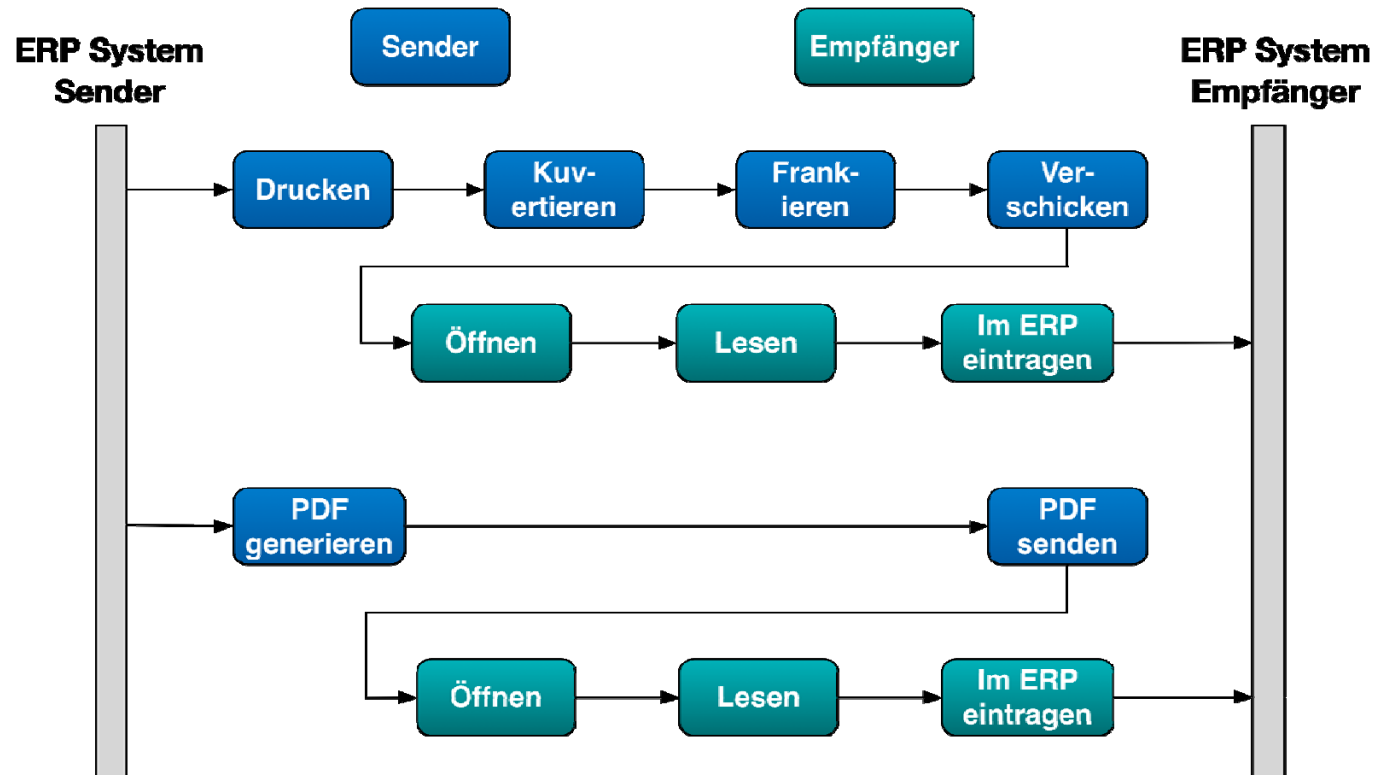 ERP System
Sender
Sender
Empfänger
ERP System
Empfänger
Drucken
Kuv-
ertieren
Frank-
ieren
Ver-
schicken
Öffnen
Lesen
Im ERP
eintragen
PDF
generieren
PDF
senden
Öffnen
Lesen
Im ERP
eintragen